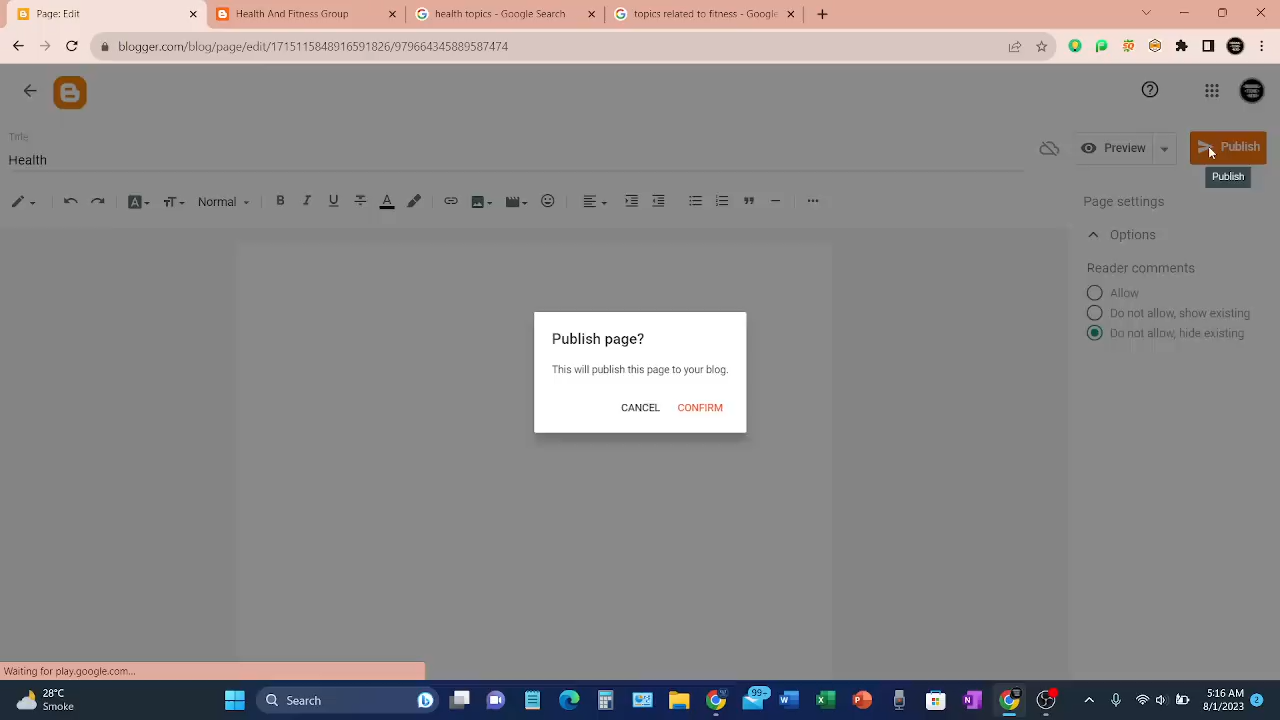 Page: Edit
Health And Fitness Group
health topics - Google Search
topics related to fitness - Google
blogger.com/blog/page/edit/1715115848916591826/979664345889587474
Title
Health
Preview
Publish
Publish
Normal
Page settings
Options
Reader comments
Allow
Do not allow, show existing
Do not allow, hide existing
Publish page?
This will publish this page to your blog.
CANCEL
CONFIRM
Waiting for play.google.com...
28°C
Smoke
Search
99+
5:16 AM
8/1/2023
2